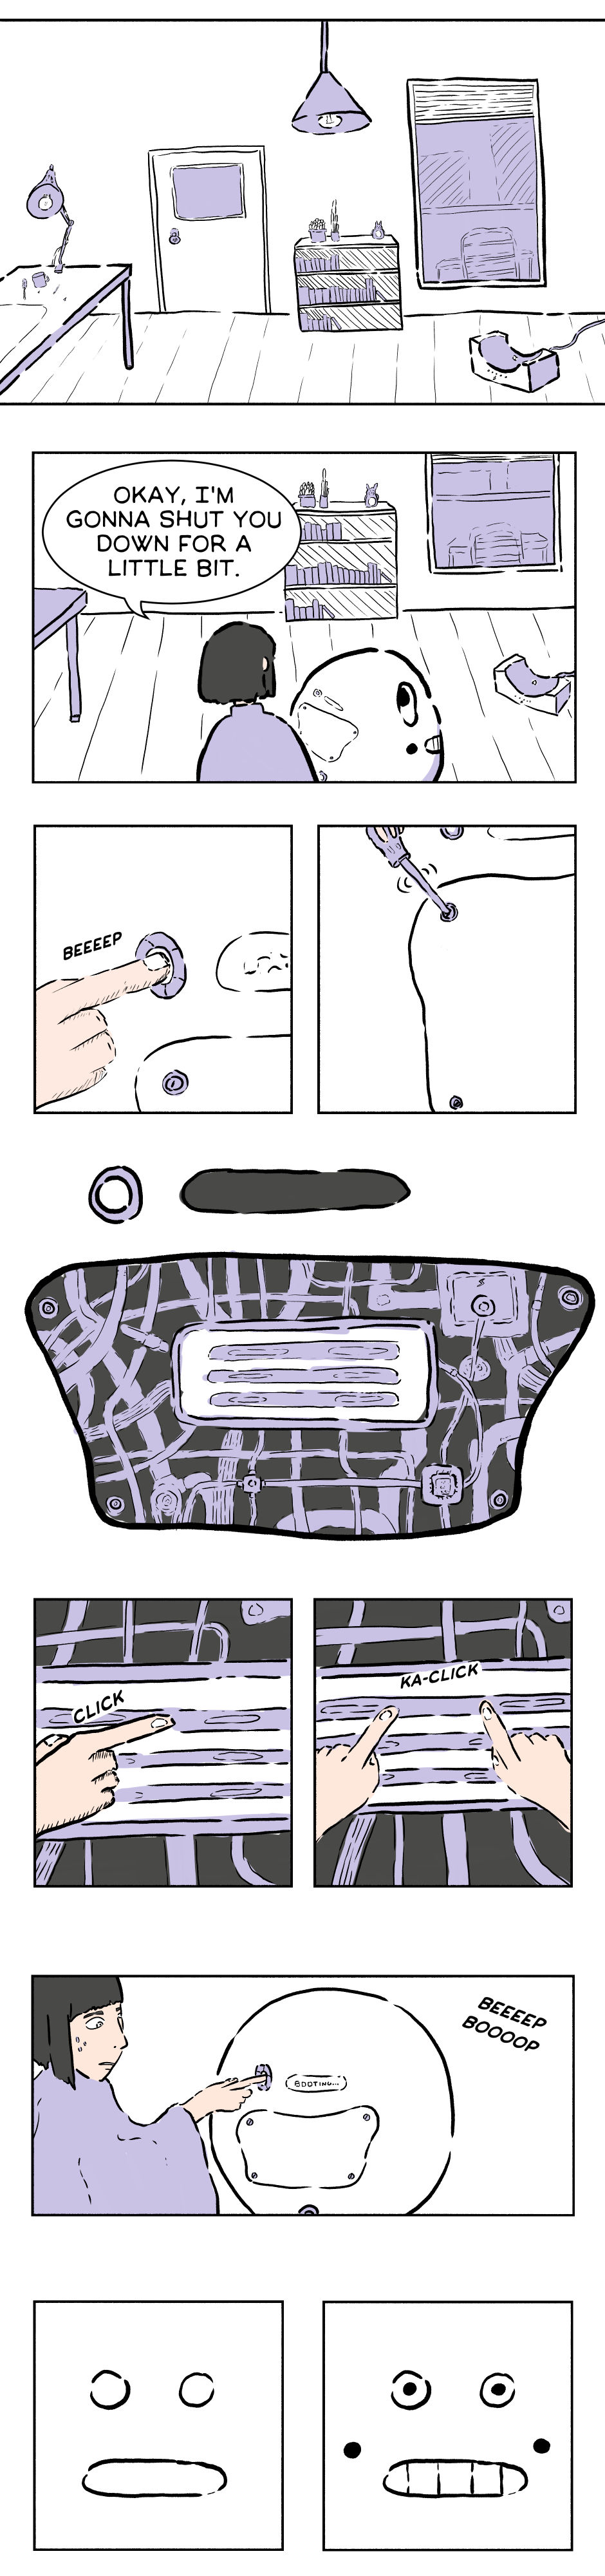 OKAY, I'M
GONNA SHUT YOU
DOWN FOR A
LITTLE BIT.
BEEEEP
CLICK
KA-CLICK
BEEEEP
BOOOOP
BOOTING...